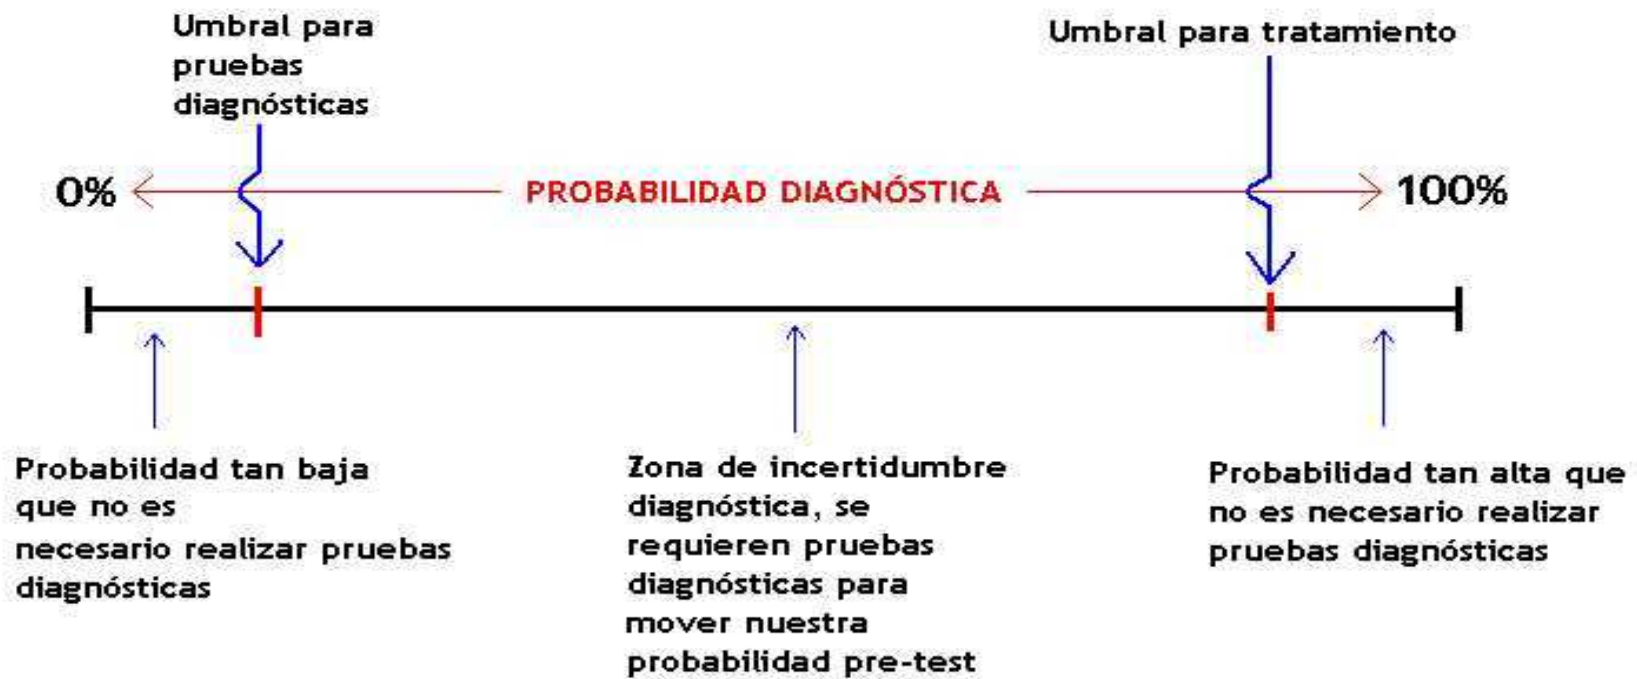 Umbral para
pruebas
diagnósticas
Umbral para tratamiento
0%
PROBABILIDAD DIAGNÓSTICA
100%
Probabilidad tan baja
que no es
necesario realizar pruebas
diagnósticas
Zona de incertidumbre
diagnóstica, se
requieren pruebas
diagnósticas para
mover nuestra
probabilidad pre-test
Probabilidad tan alta que
no es necesario realizar
pruebas diagnósticas